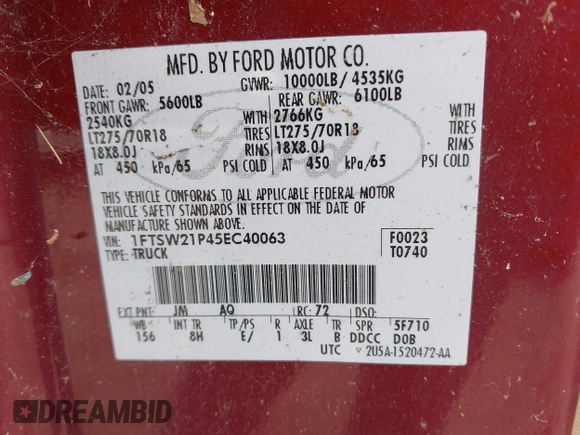 MFD. BY FORD MOTOR CO.
DATE: 02/05 GVWR: 10000LB/ 4535KG
FRONT GAWR: 5600LB REAR GAWR: 6100LB
2540KG WITH 2766KG WITH
LT275/70R18 TIRES LT275/70R18 TIRES
18X8.0J RIMS 18X8.0J RIMS
AT 450 kPa/65 PSI COLD AT 450 kPa/65 PSI COLD
Ford
THIS VEHICLE CONFORMS TO ALL APPLICABLE FEDERAL MOTOR
VEHICLE SAFETY STANDARDS IN EFFECT ON THE DATE OF
MANUFACTURE SHOWN ABOVE.
VIN: 1FTSW21P45EC40063 F0023
TYPE: TRUCK T0740
EXT PNT: JM AQ RC: 72 DSO:
WB INT TR TP/PS R AXLE TR SPR 5F710
156 8H E/ 1 3L B DDCC DOB
UTC 2U5A-1520472-AA
DREAMBID